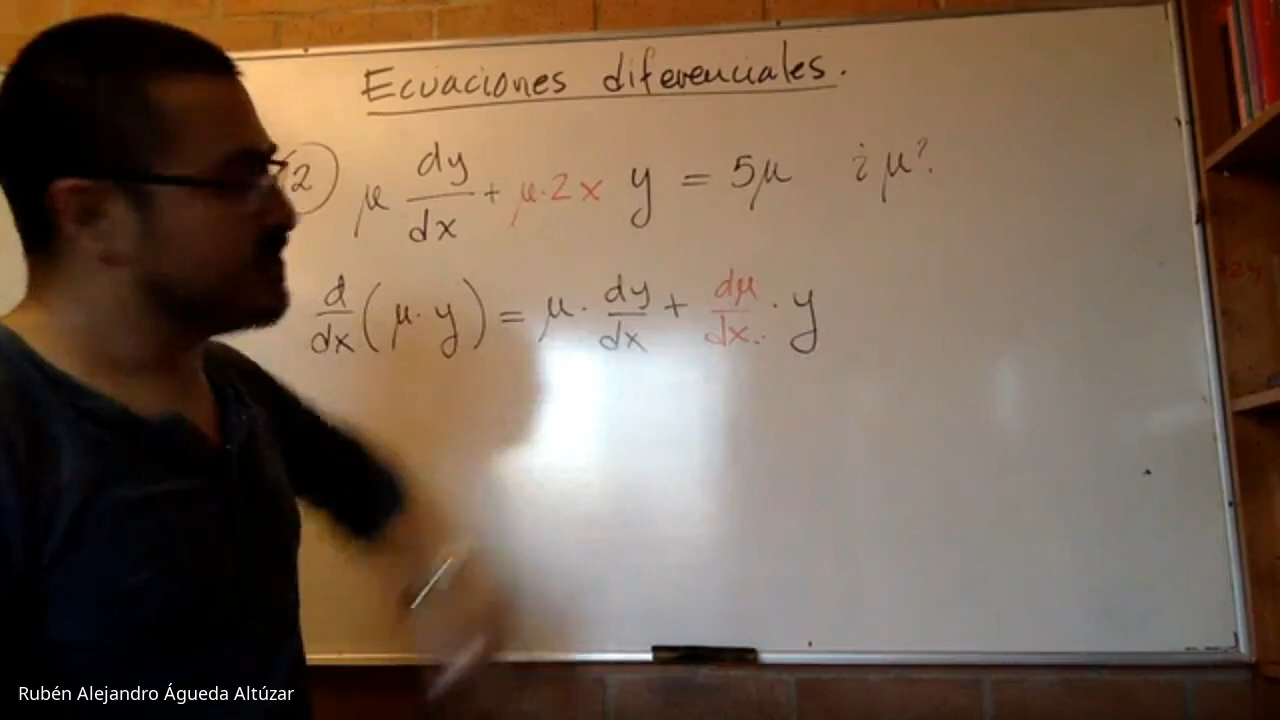 Ecuaciones diferenciales.
2) μ dy/dx + μ·2x y = 5μ ¿μ?
d/dx (μ·y) = μ· dy/dx + dμ/dx · y
Rubén Alejandro Águeda Altúzar